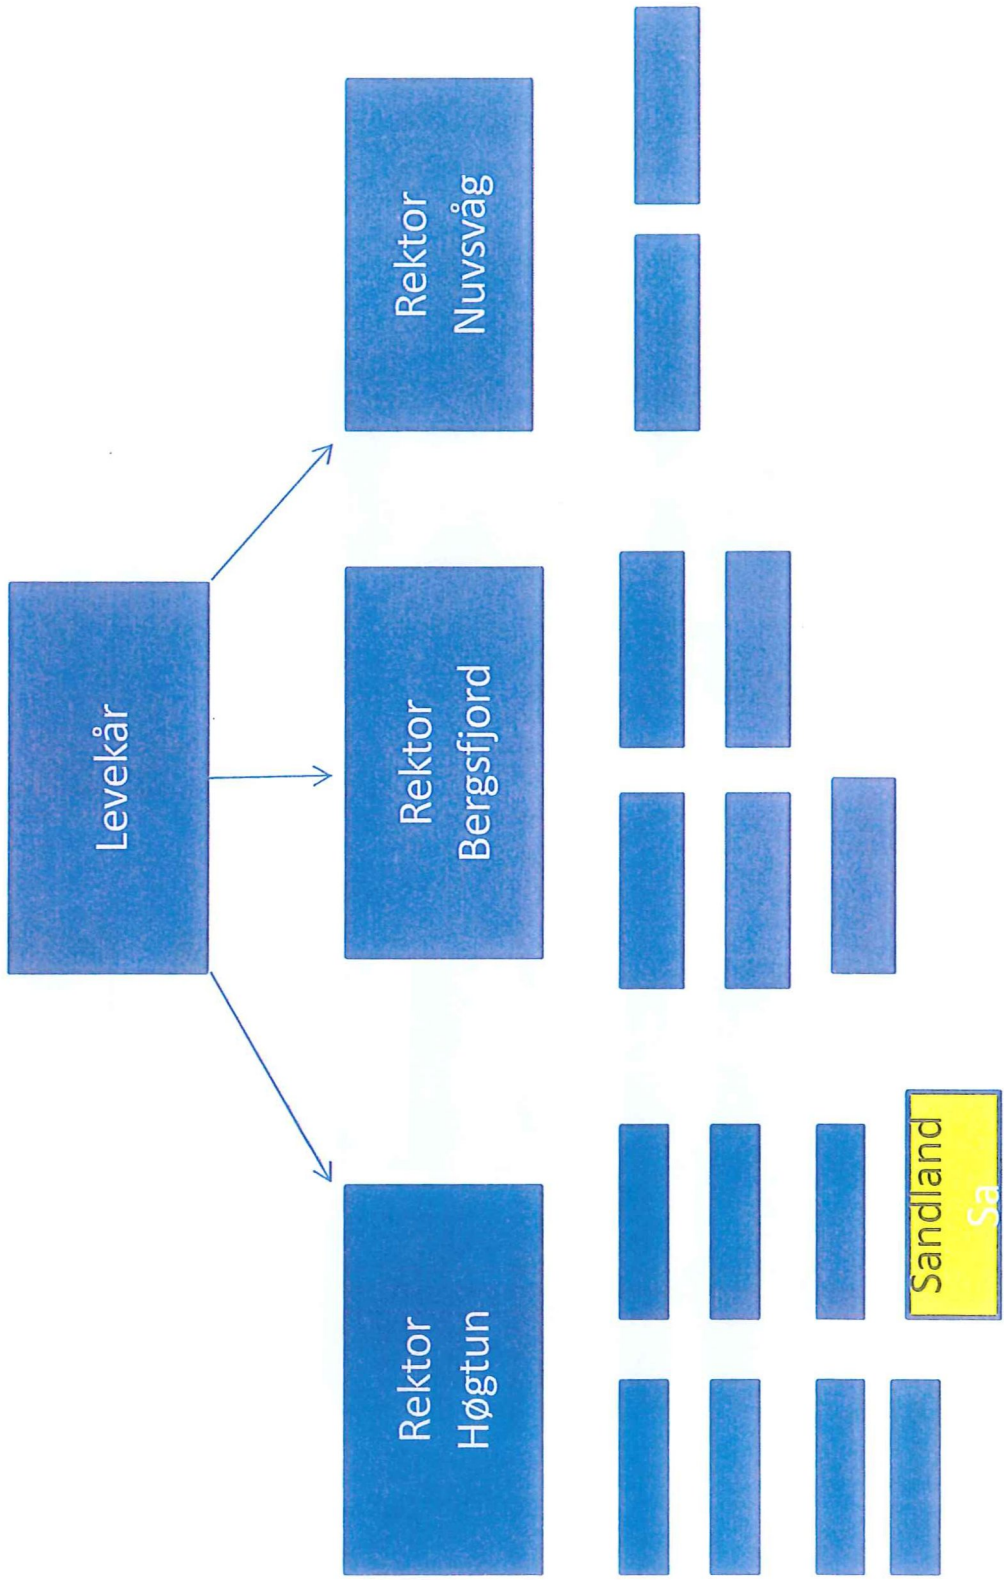 Levekår
Rektor
Høgtun
Rektor
Bergsfjord
Rektor
Nuvsvåg
Sandland
Sa